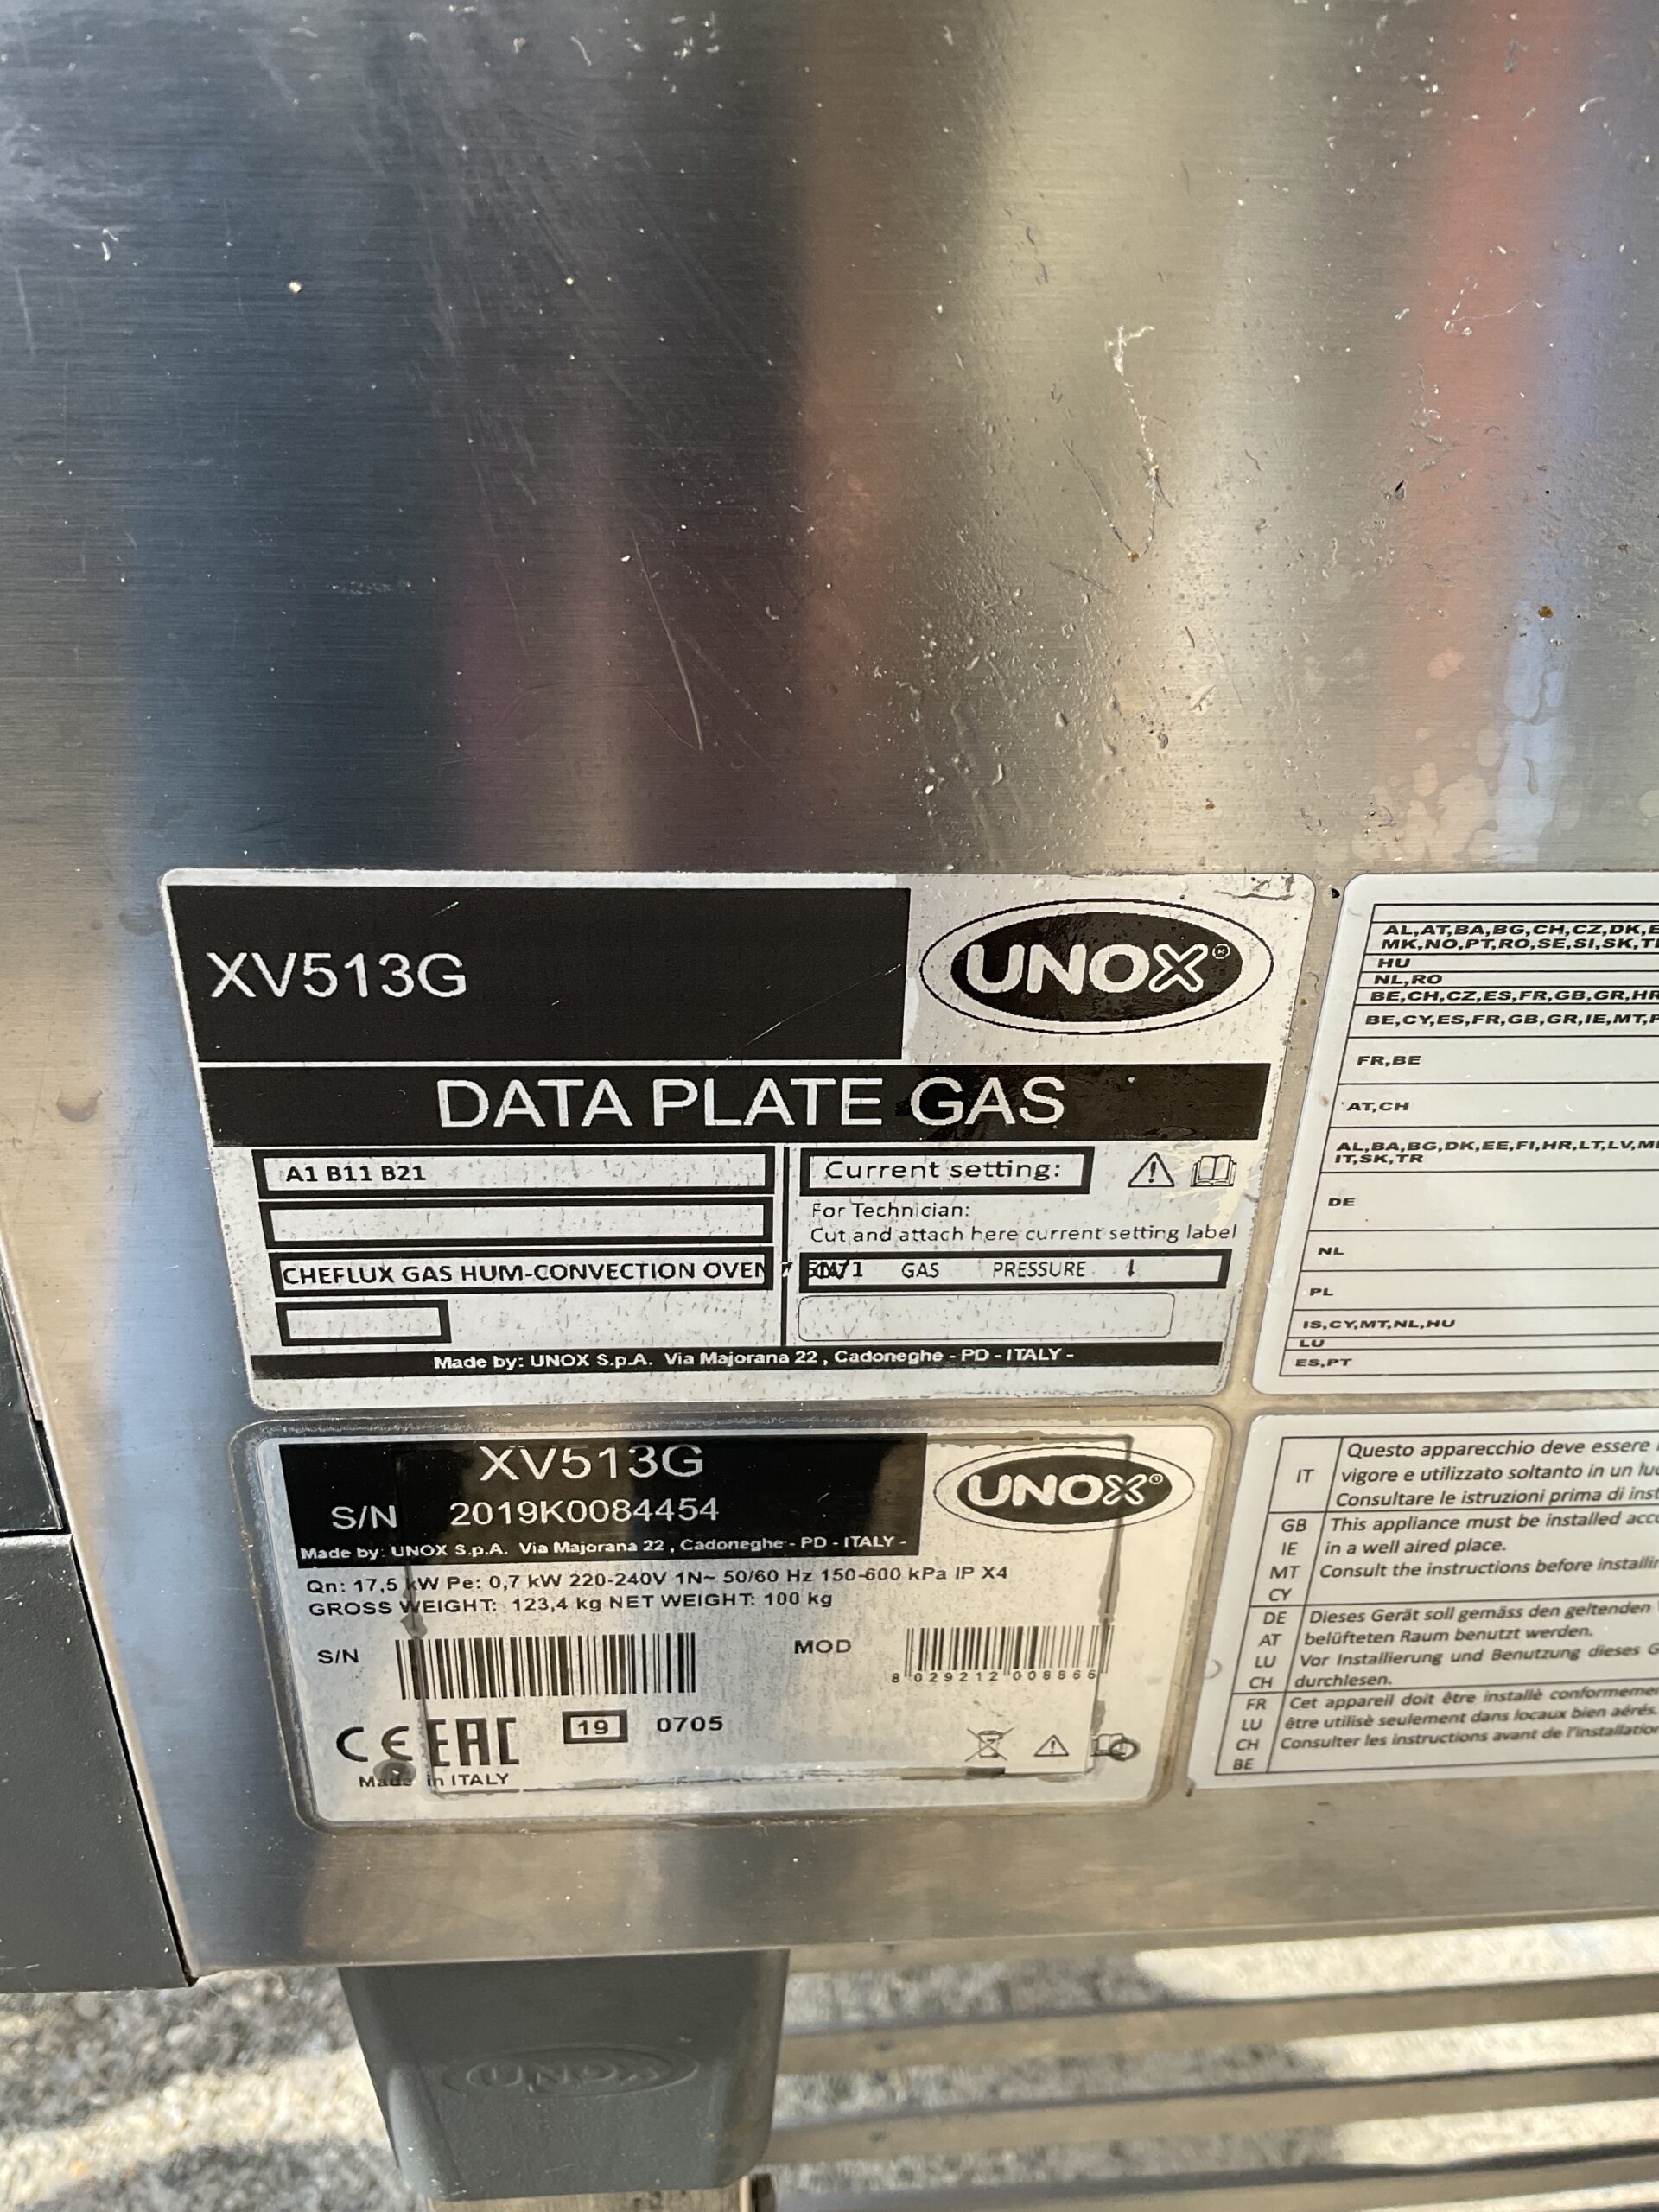 XV513G
UNOX
DATA PLATE GAS
A1 B11 B21
Current setting:
For Technician:
Cut and attach here current setting label
CHEFLUX GAS HUM-CONVECTION OVEN
GAS PRESSURE
Made by: UNOX S.p.A. Via Majorana 22 , Cadoneghe - PD - ITALY -
XV513G
UNOX
S/N 2019K0084454
Made by: UNOX S.p.A. Via Majorana 22 , Cadoneghe - PD - ITALY -
Qn: 17,5 kW Pe: 0,7 kW 220-240V 1N~ 50/60 Hz 150-600 kPa IP X4
GROSS WEIGHT: 123,4 kg NET WEIGHT: 100 kg
S/N
MOD
8 029212 008866
CE EAC 19 0705
Made in ITALY
AL,AT,BA,BG,CH,CZ,DK,
MK,NO,PT,RO,SE,SI,SK,
HU
NL,RO
BE,CH,CZ,ES,FR,GB,GR,HR
BE,CY,ES,FR,GB,GR,IE,MT,
FR,BE
AT,CH
AL,BA,BG,DK,EE,FI,HR,LT,LV,
IT,SK,TR
DE
NL
PL
IS,CY,MT,NL,HU
LU
ES,PT
IT
Questo apparecchio deve essere
vigore e utilizzato soltanto in un
Consultare le istruzioni prima di
GB
IE
MT
CY
This appliance must be installed
in a well aired place.
Consult the instructions before
DE
AT
LU
CH
Dieses Gerät soll gemäss den geltenden
belüfteten Raum benutzt werden.
Vor Installierung und Benutzung dieses
durchlesen.
FR
LU
CH
BE
Cet appareil doit être installè
être utilisè seulement dans locaux bien aérés.
Consulter les instructions avant de
UNOX